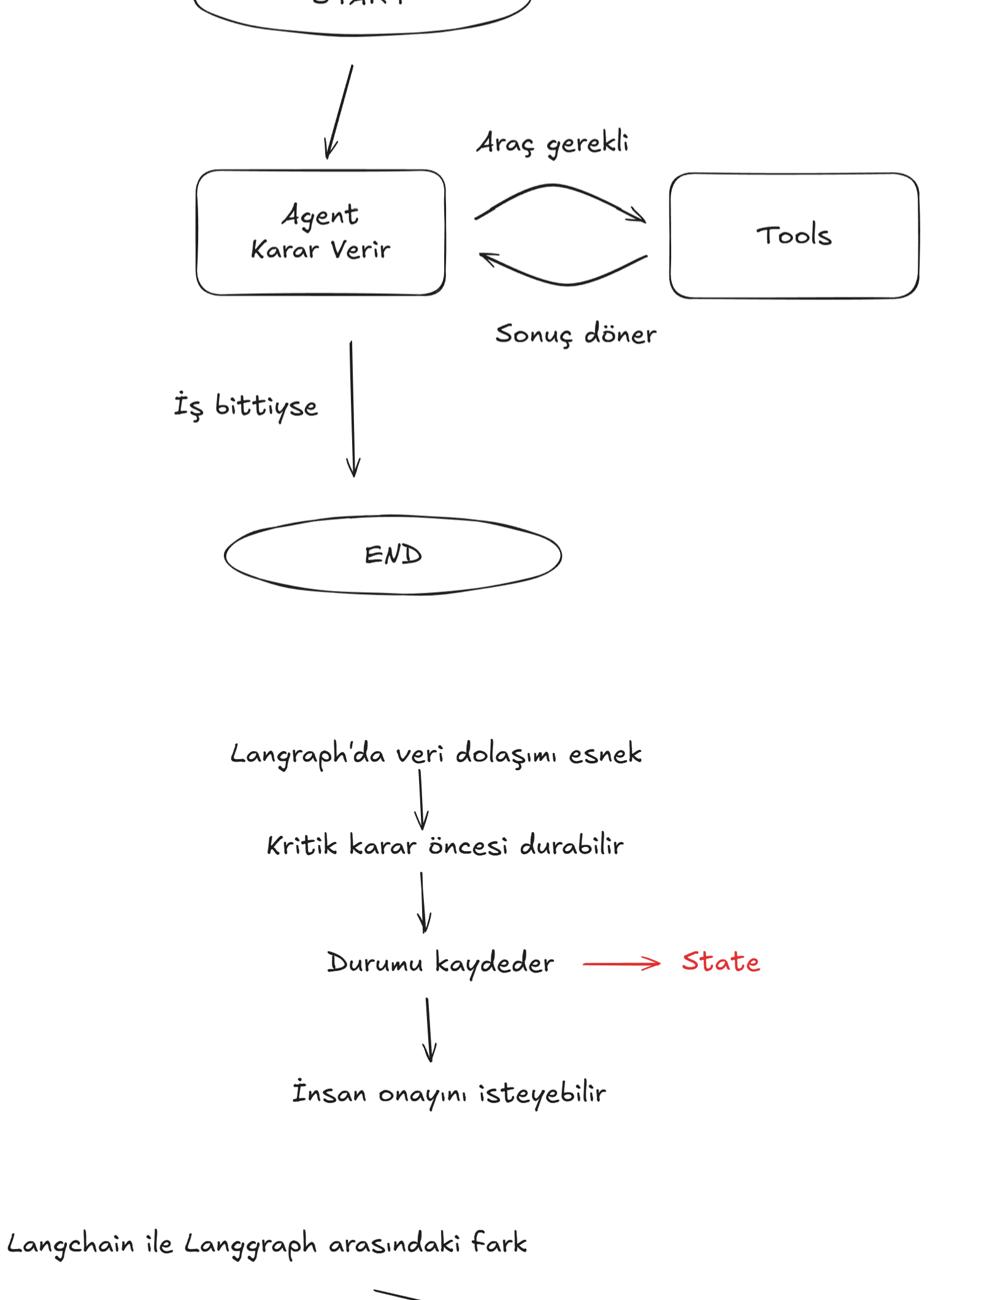 START
Araç gerekli
Agent
Karar Verir
Tools
Sonuç döner
İş bittiyse
END
Langraph'da veri dolaşımı esnek
Kritik karar öncesi durabilir
Durumu kaydeder
State
İnsan onayını isteyebilir
Langchain ile Langgraph arasındaki fark